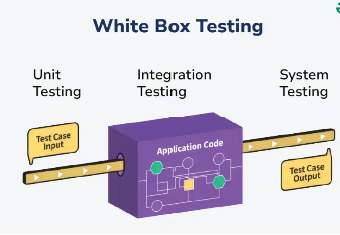 White Box Testing
Unit
Testing
Integration
Testing
System
Testing
Test Case
Input
Application Code
Test Case
Output